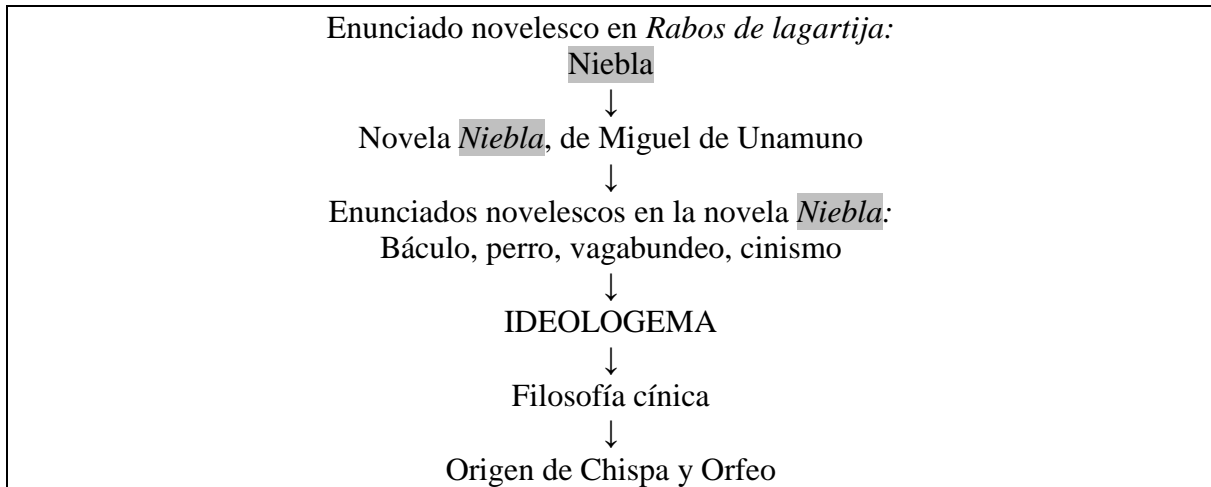 Enunciado novelesco en Rabos de lagartija:
Niebla
↓
Novela Niebla, de Miguel de Unamuno
↓
Enunciados novelescos en la novela Niebla:
Báculo, perro, vagabundeo, cinismo
↓
IDEOLOGEMA
↓
Filosofía cínica
↓
Origen de Chispa y Orfeo